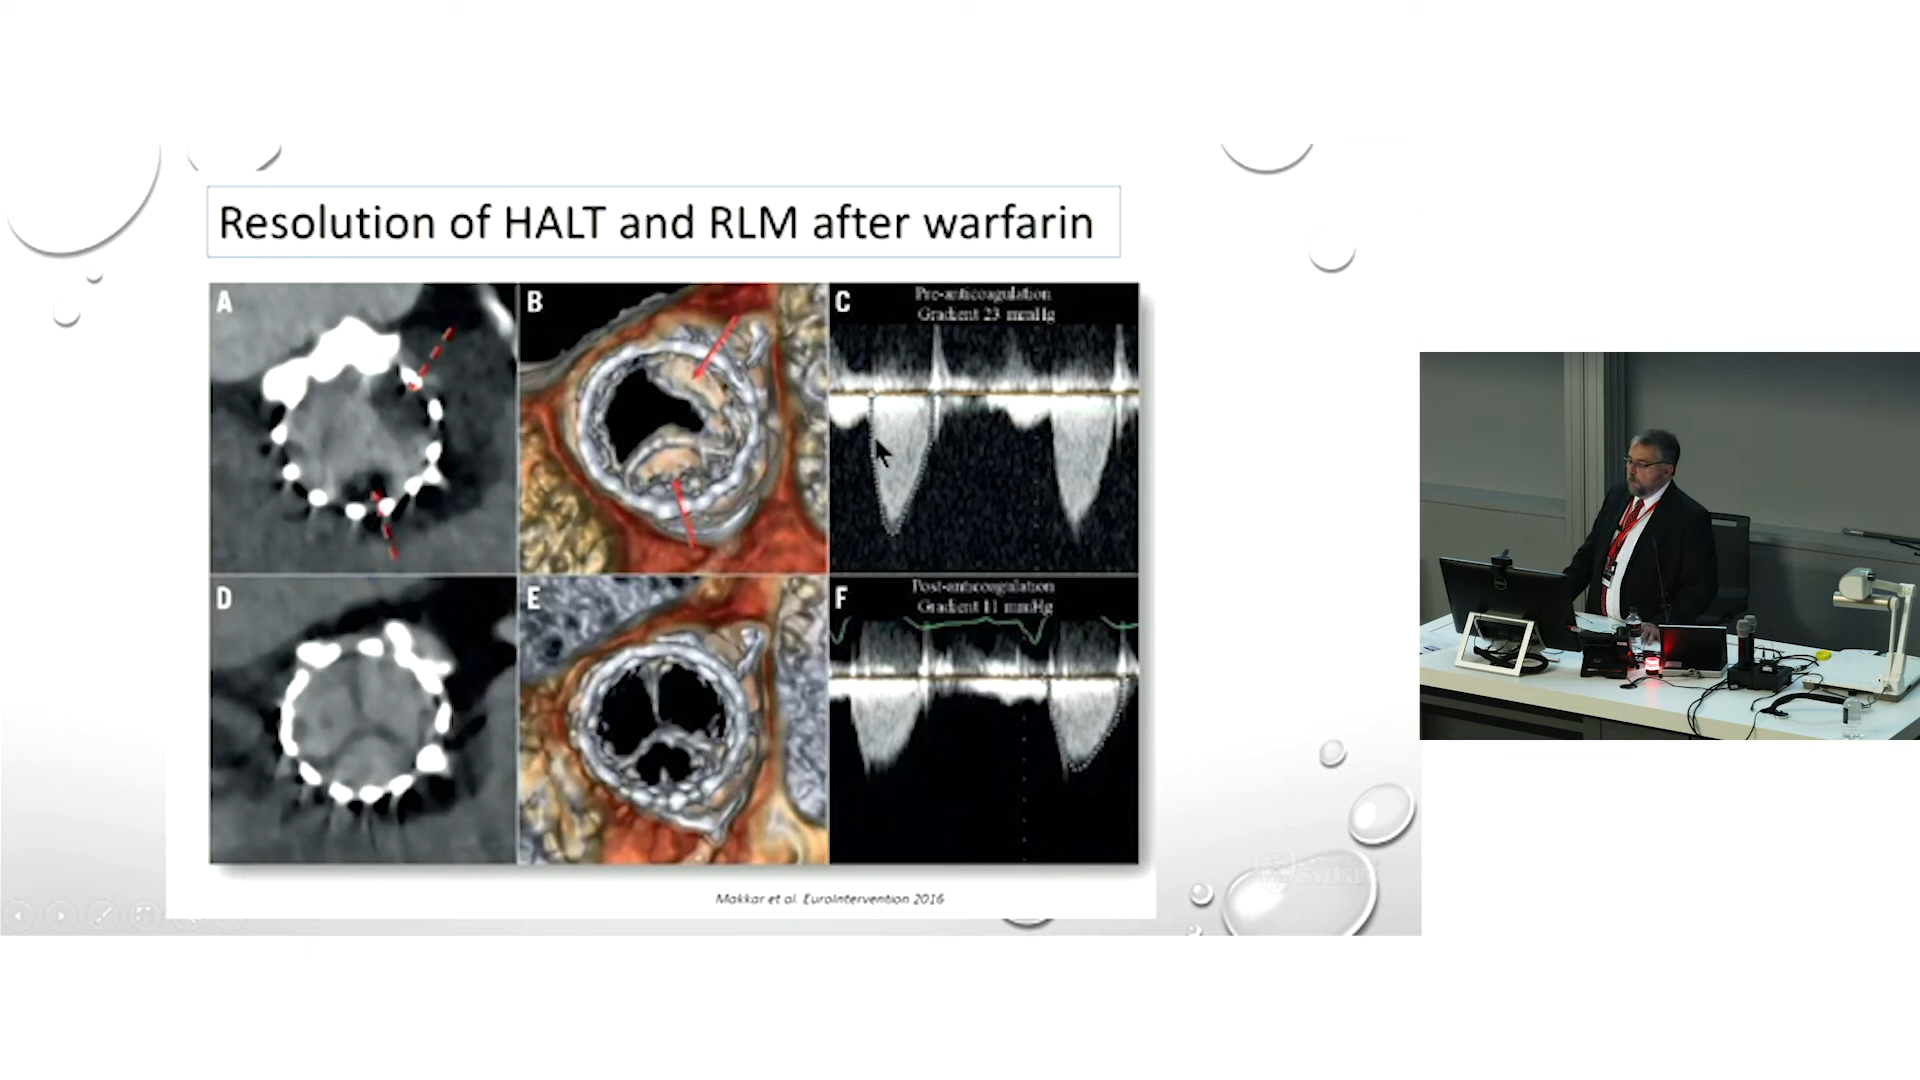 Resolution of HALT and RLM after warfarin
A
B
C
Pre-anticoagulation
Gradient 23 mmHg
D
E
F
Post-anticoagulation
Gradient 11 mmHg
Makkar et al. EuroIntervention 2016